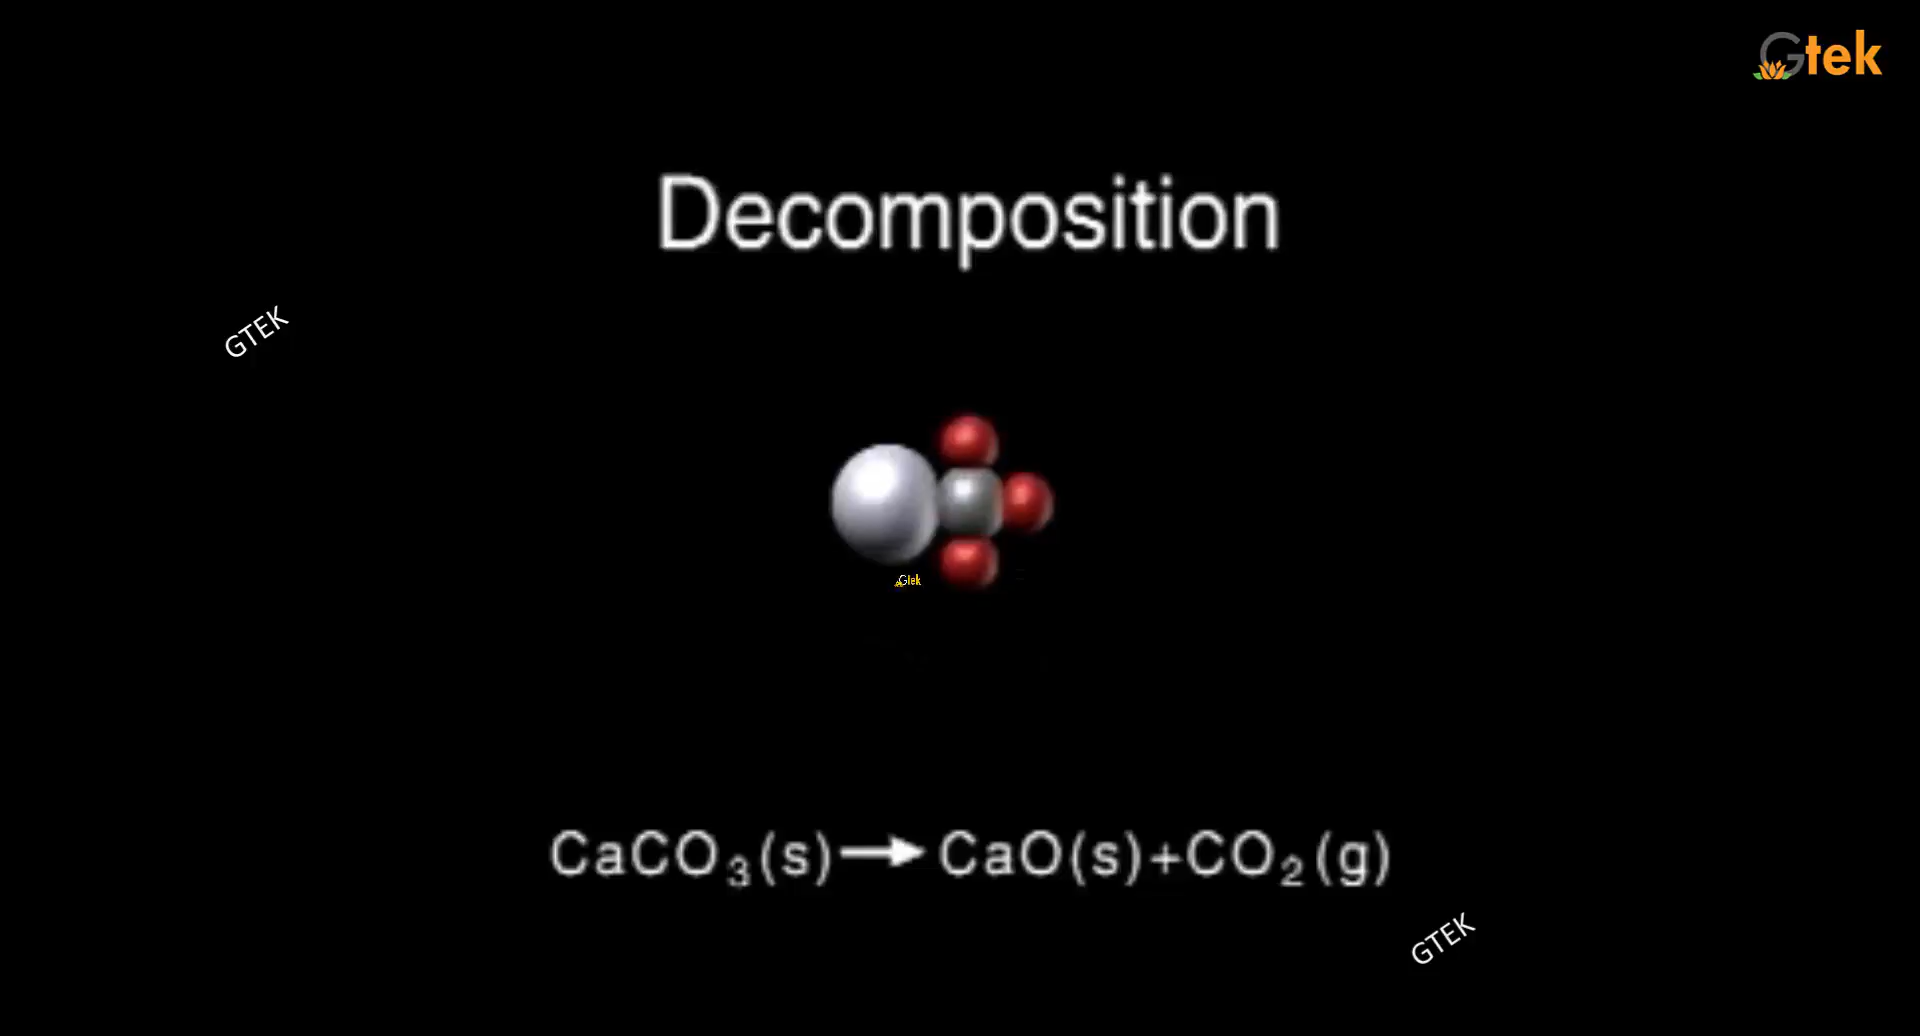 Gtek
Decomposition
GTEK
Gtek
CaCO₃(s)→CaO(s)+CO₂(g)
GTEK